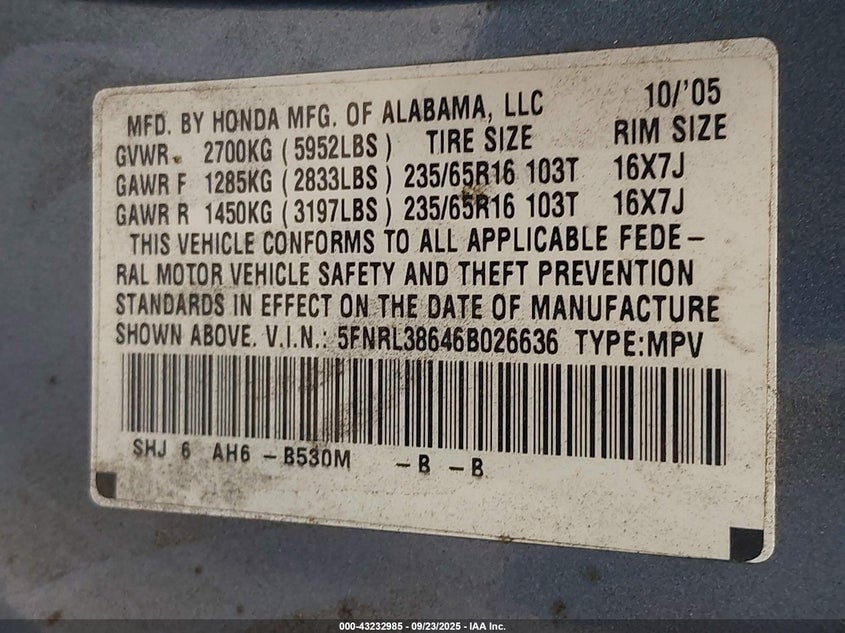 MFD. BY HONDA MFG. OF ALABAMA, LLC 10/'05
GVWR 2700KG (5952LBS) TIRE SIZE RIM SIZE
GAWR F 1285KG (2833LBS) 235/65R16 103T 16X7J
GAWR R 1450KG (3197LBS) 235/65R16 103T 16X7J
THIS VEHICLE CONFORMS TO ALL APPLICABLE FEDE-
RAL MOTOR VEHICLE SAFETY AND THEFT PREVENTION
STANDARDS IN EFFECT ON THE DATE OF MANUFACTURE
SHOWN ABOVE. V.I.N.: 5FNRL38646B026636 TYPE:MPV
SHJ 6 AH6 -B530M -B -B
000-43232985 - 09/23/2025 - IAA Inc.